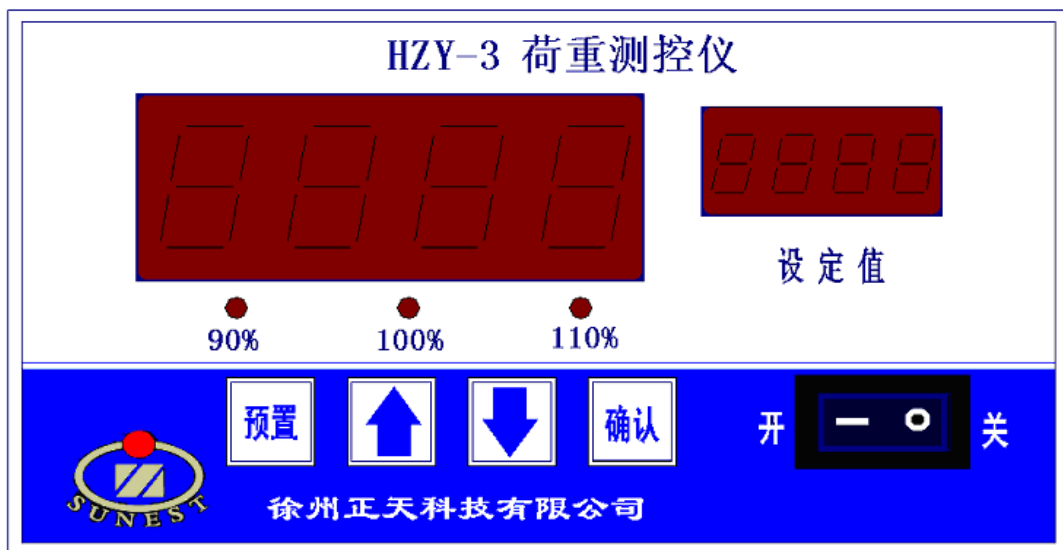 HZY-3 荷重测控仪
设定值
90% 100% 110%
预置 确认 开 关
SUNEST
徐州正天科技有限公司